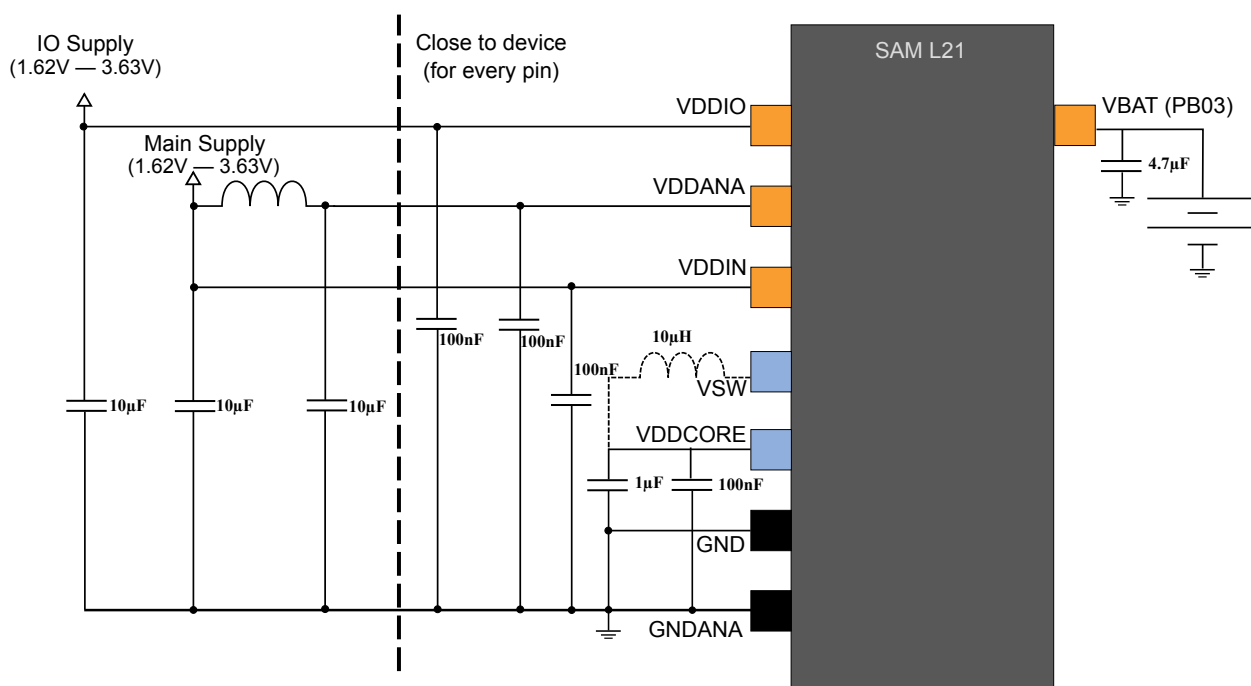 IO Supply
(1.62V — 3.63V)
Close to device
(for every pin)
SAM L21
VDDIO
VBAT (PB03)
Main Supply
(1.62V — 3.63V)
4.7µF
VDDANA
VDDIN
100nF
100nF
10µH
100nF
VSW
10µF
10µF
10µF
VDDCORE
1µF
100nF
GND
GNDANA